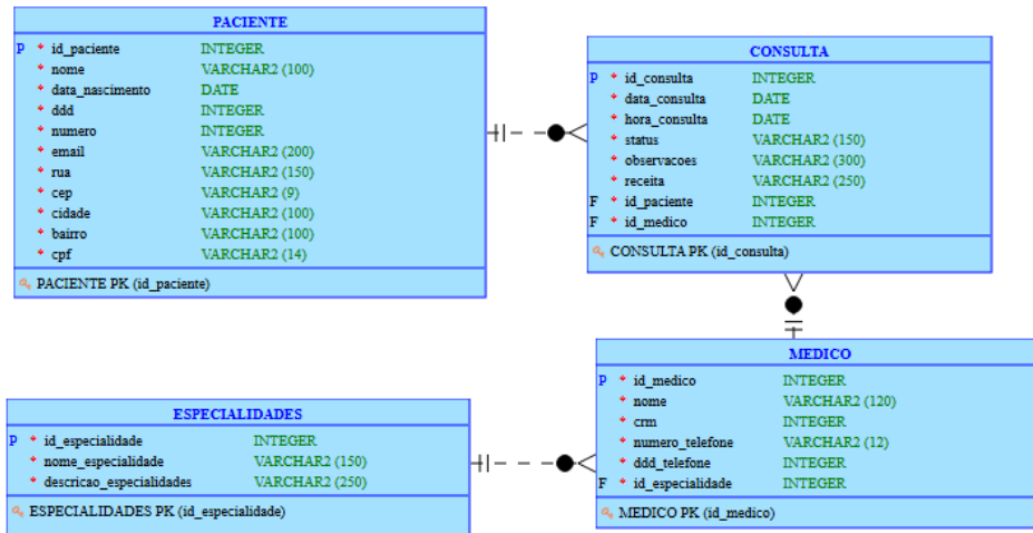 PACIENTE
P * id_paciente INTEGER
* nome VARCHAR2 (100)
* data_nascimento DATE
* ddd INTEGER
* numero INTEGER
* email VARCHAR2 (200)
* rua VARCHAR2 (150)
* cep VARCHAR2 (9)
* cidade VARCHAR2 (100)
* bairro VARCHAR2 (100)
* cpf VARCHAR2 (14)
PACIENTE PK (id_paciente)
CONSULTA
P * id_consulta INTEGER
* data_consulta DATE
* hora_consulta DATE
* status VARCHAR2 (150)
* observacoes VARCHAR2 (300)
* receita VARCHAR2 (250)
F * id_paciente INTEGER
F * id_medico INTEGER
CONSULTA PK (id_consulta)
ESPECIALIDADES
P * id_especialidade INTEGER
* nome_especialidade VARCHAR2 (150)
* descricao_especialidades VARCHAR2 (250)
ESPECIALIDADES PK (id_especialidade)
MEDICO
P * id_medico INTEGER
* nome VARCHAR2 (120)
* crm INTEGER
* numero_telefone VARCHAR2 (12)
* ddd_telefone INTEGER
F * id_especialidade INTEGER
MEDICO PK (id_medico)